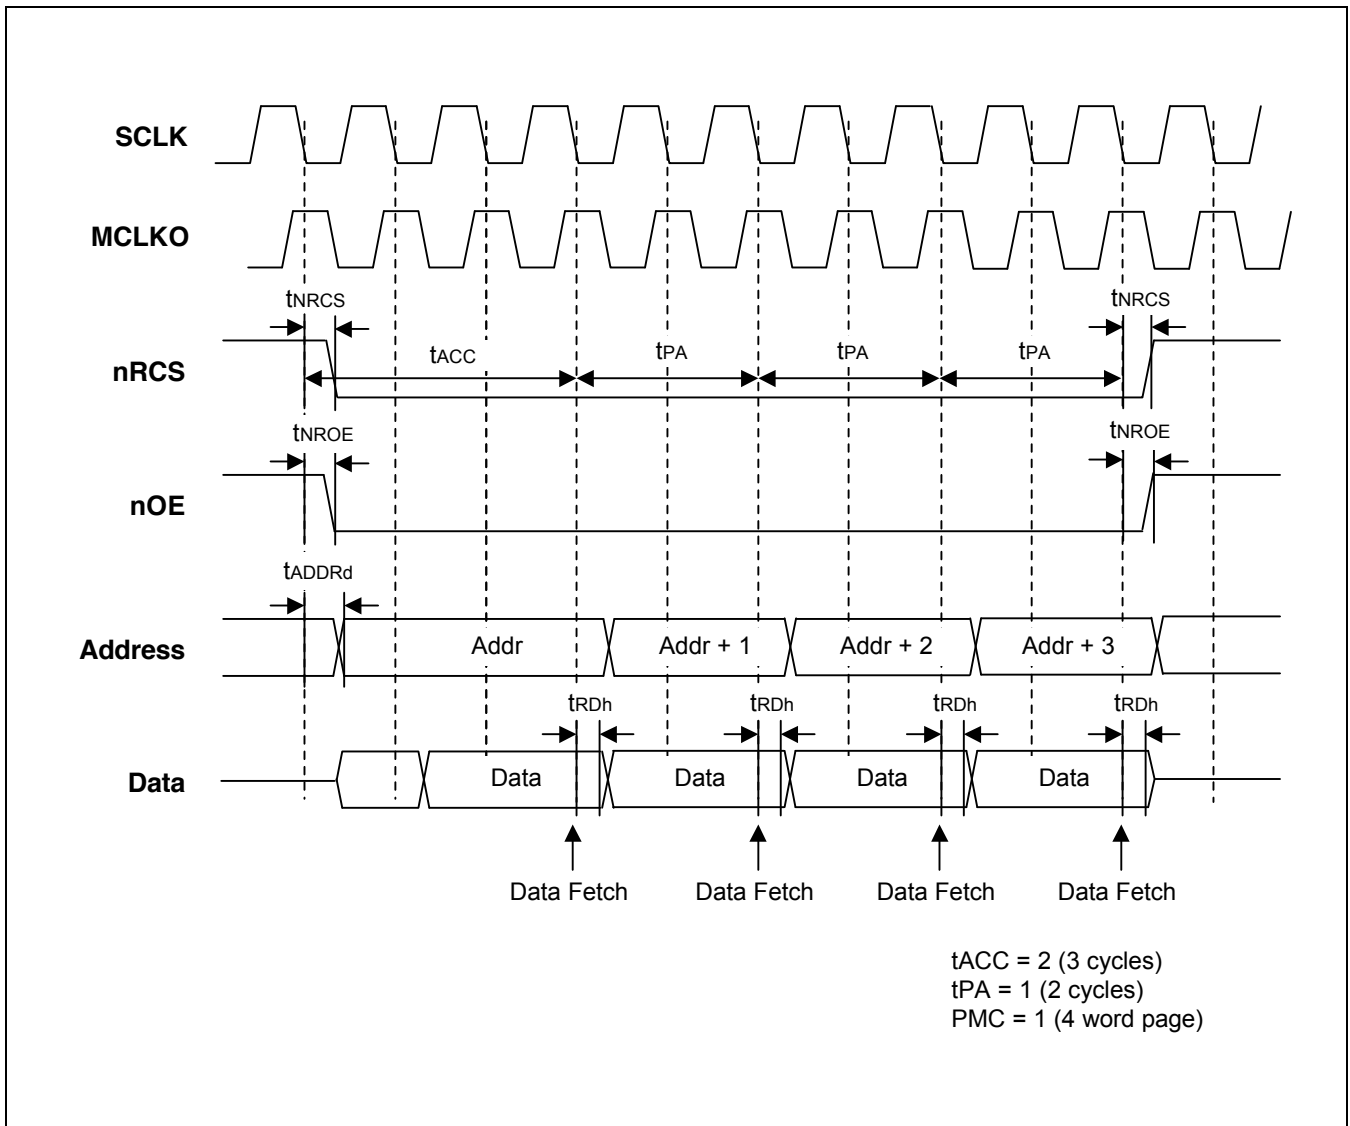 SCLK
MCLKO
tNRCS tNRCS
nRCS tACC tPA tPA tPA
tNROE tNROE
nOE
tADDRd
Address Addr Addr + 1 Addr + 2 Addr + 3
tRDh tRDh tRDh tRDh
Data Data Data Data Data
Data Fetch Data Fetch Data Fetch Data Fetch
tACC = 2 (3 cycles)
tPA = 1 (2 cycles)
PMC = 1 (4 word page)